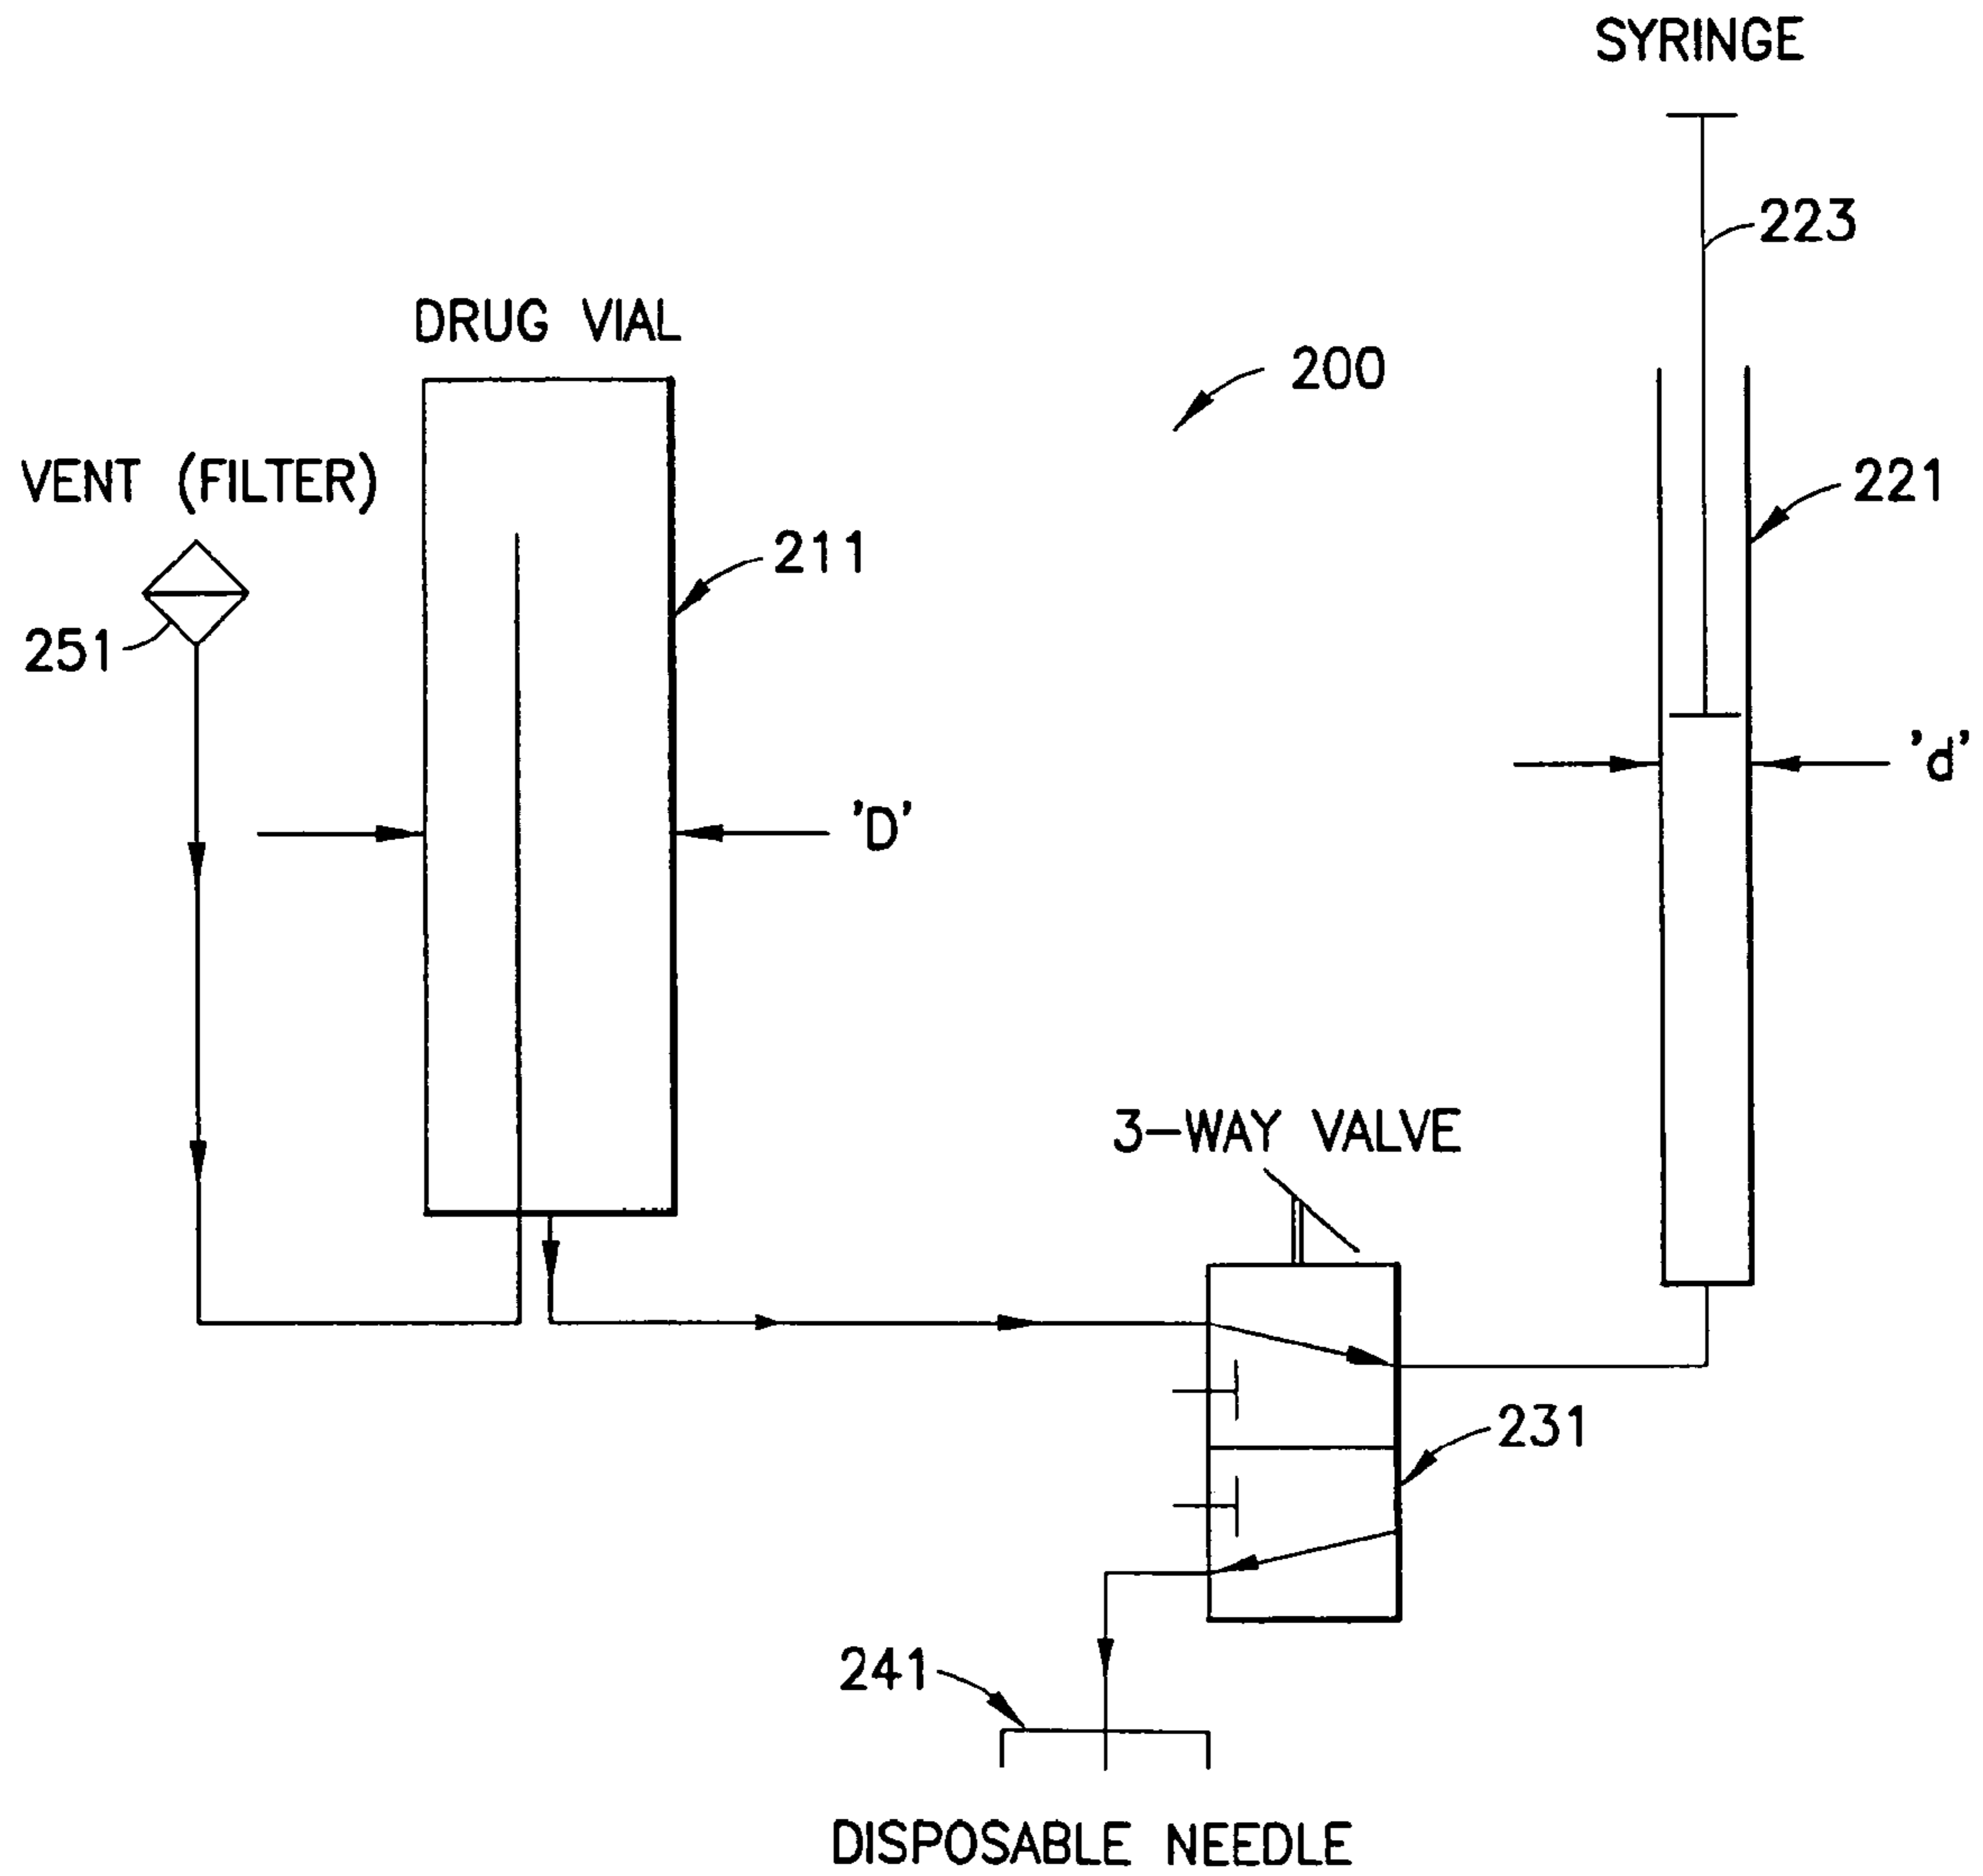 SYRINGE
223
DRUG VIAL
200
VENT (FILTER)
221
211
251
'd'
'D'
3-WAY VALVE
231
241
DISPOSABLE NEEDLE